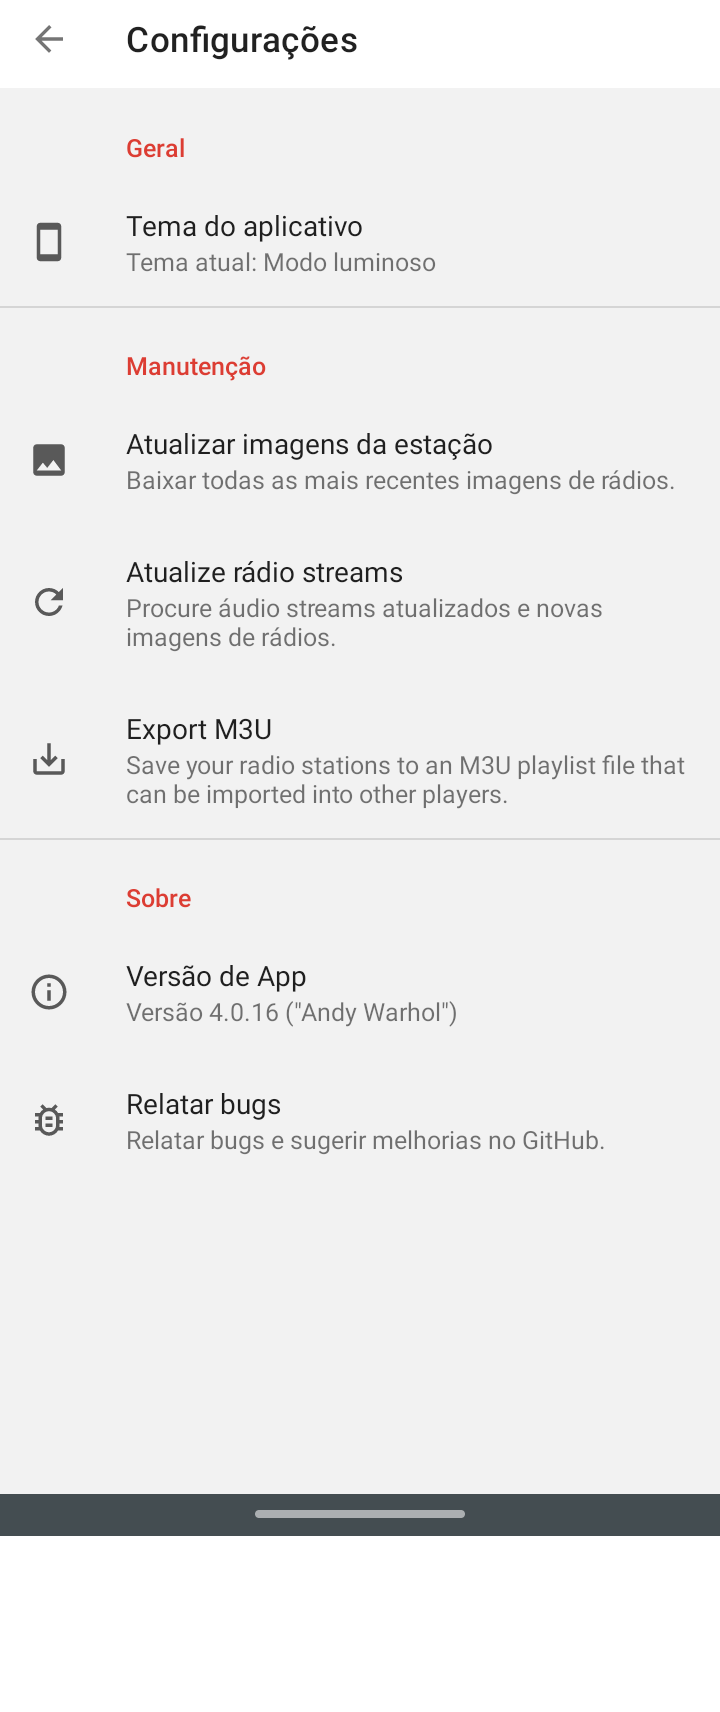 Configurações
Geral
Tema do aplicativo
Tema atual: Modo luminoso
Manutenção
Atualizar imagens da estação
Baixar todas as mais recentes imagens de rádios.
Atualize rádio streams
Procure áudio streams atualizados e novas
imagens de rádios.
Export M3U
Save your radio stations to an M3U playlist file that
can be imported into other players.
Sobre
Versão de App
Versão 4.0.16 ("Andy Warhol")
Relatar bugs
Relatar bugs e sugerir melhorias no GitHub.